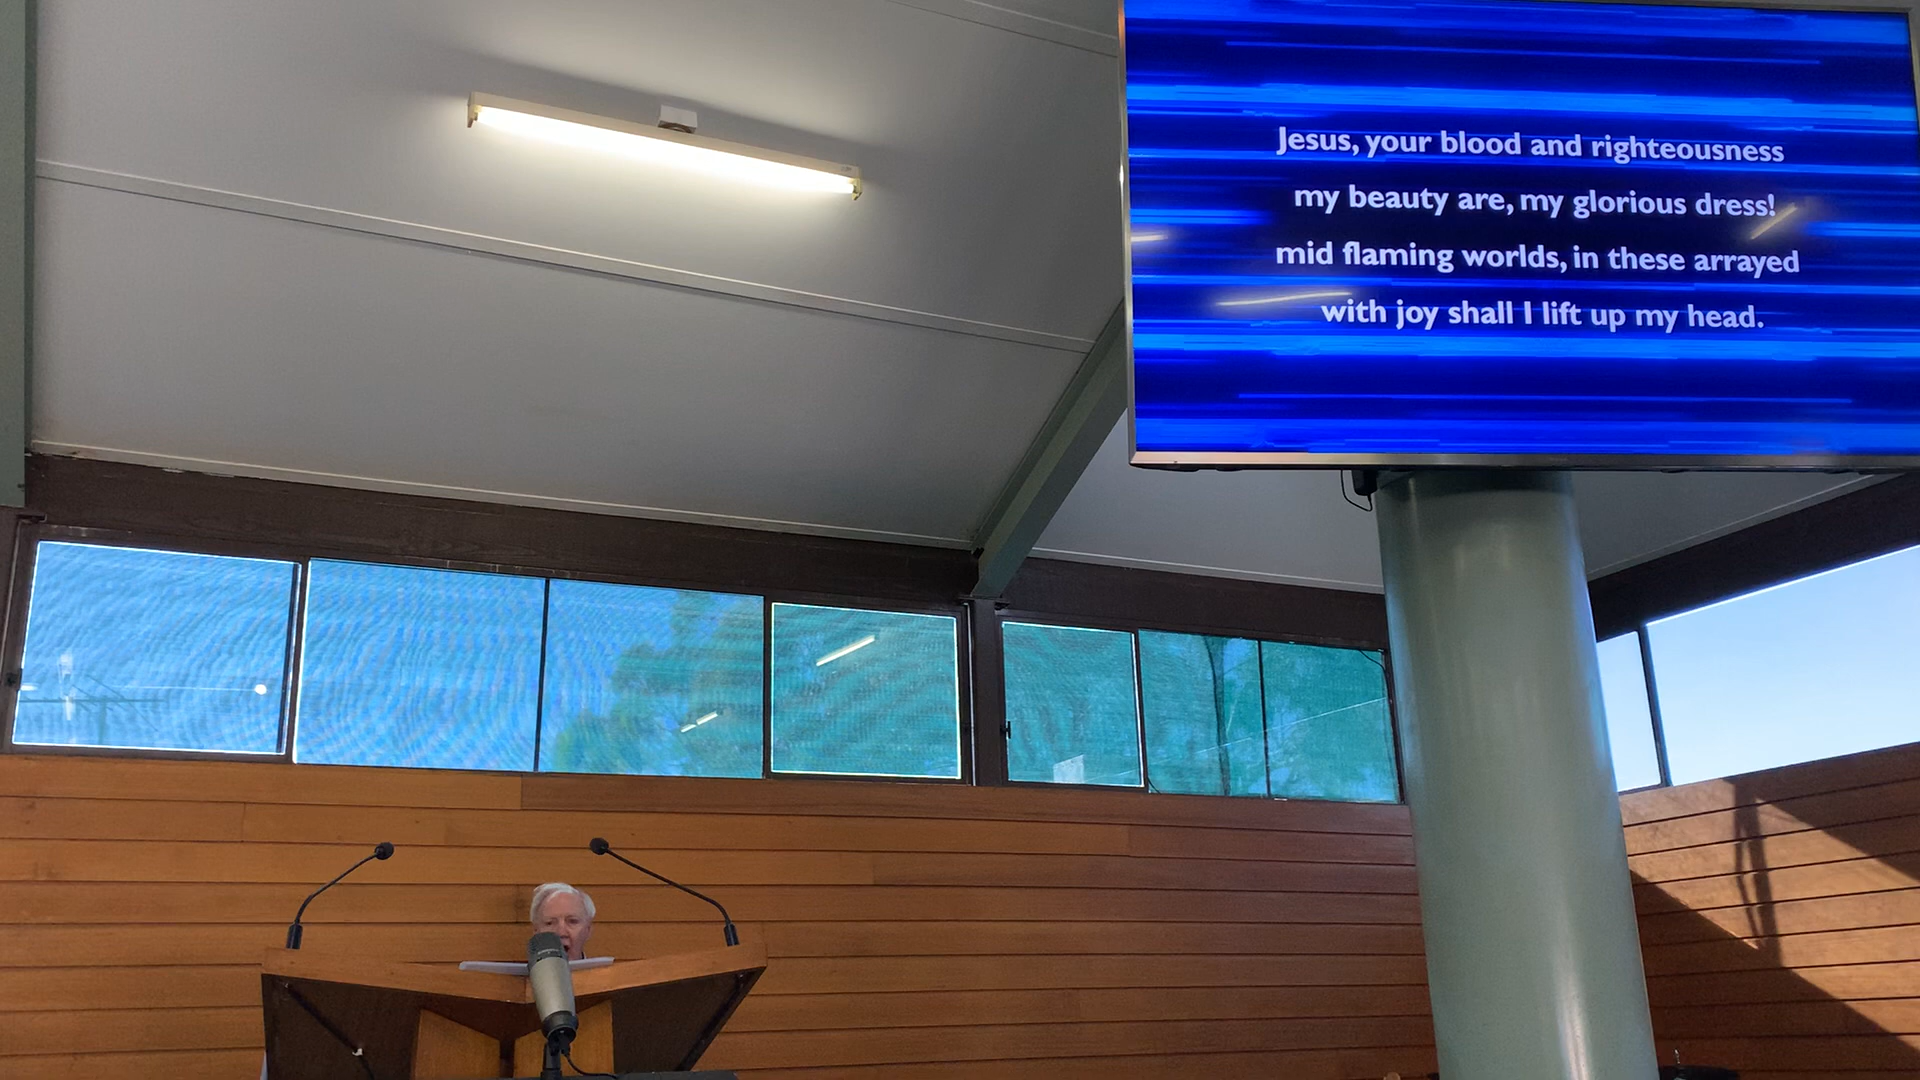 Jesus, your blood and righteousness
my beauty are, my glorious dress!
mid flaming worlds, in these arrayed
with joy shall I lift up my head.